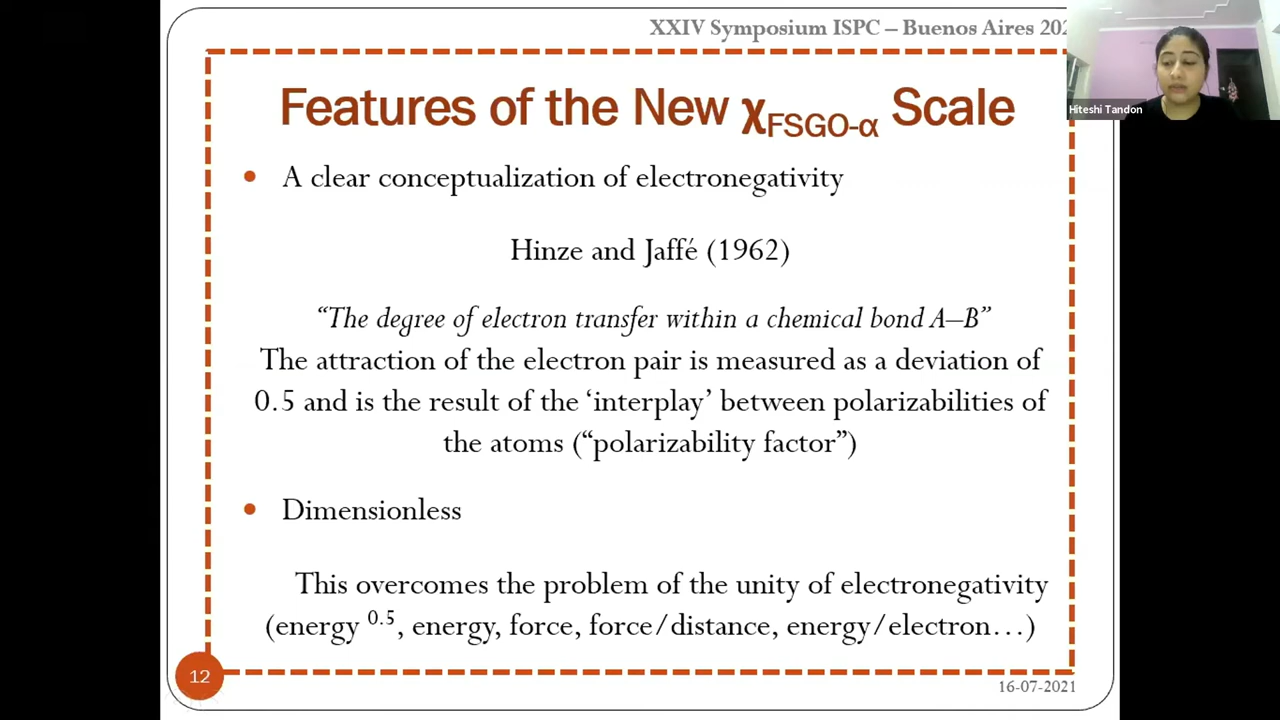 XXIV Symposium ISPC – Buenos Aires 202
Hiteshi Tandon
Features of the New χFSGO-α Scale
• A clear conceptualization of electronegativity
Hinze and Jaffé (1962)
“The degree of electron transfer within a chemical bond A–B”
The attraction of the electron pair is measured as a deviation of
0.5 and is the result of the ‘interplay’ between polarizabilities of
the atoms (“polarizability factor”)
• Dimensionless
This overcomes the problem of the unity of electronegativity
(energy 0.5, energy, force, force/distance, energy/electron…)
12
16-07-2021